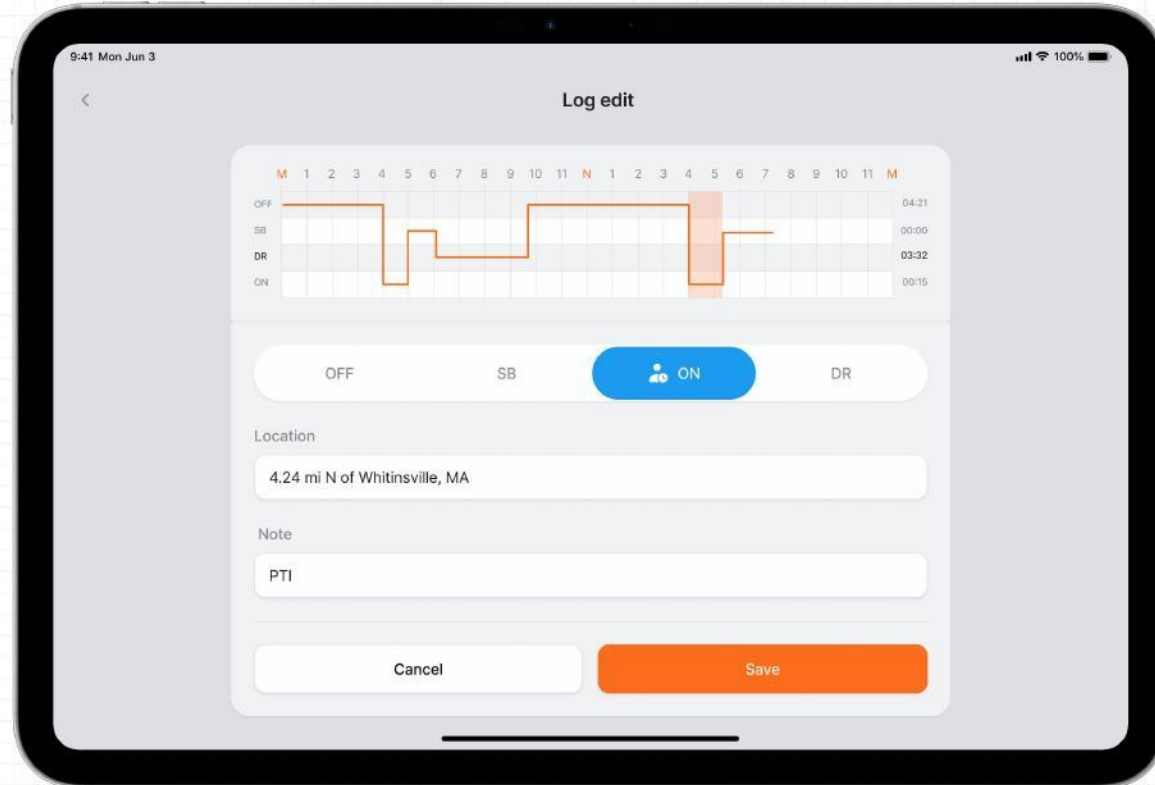 9:41 Mon Jun 3 100%
Log edit
M 1 2 3 4 5 6 7 8 9 10 11 N 1 2 3 4 5 6 7 8 9 10 11 M
OFF 04:21
SB 00:00
DR 03:32
ON 00:15
OFF SB ON DR
Location
4.24 mi N of Whitinsville, MA
Note
PTI
Cancel Save